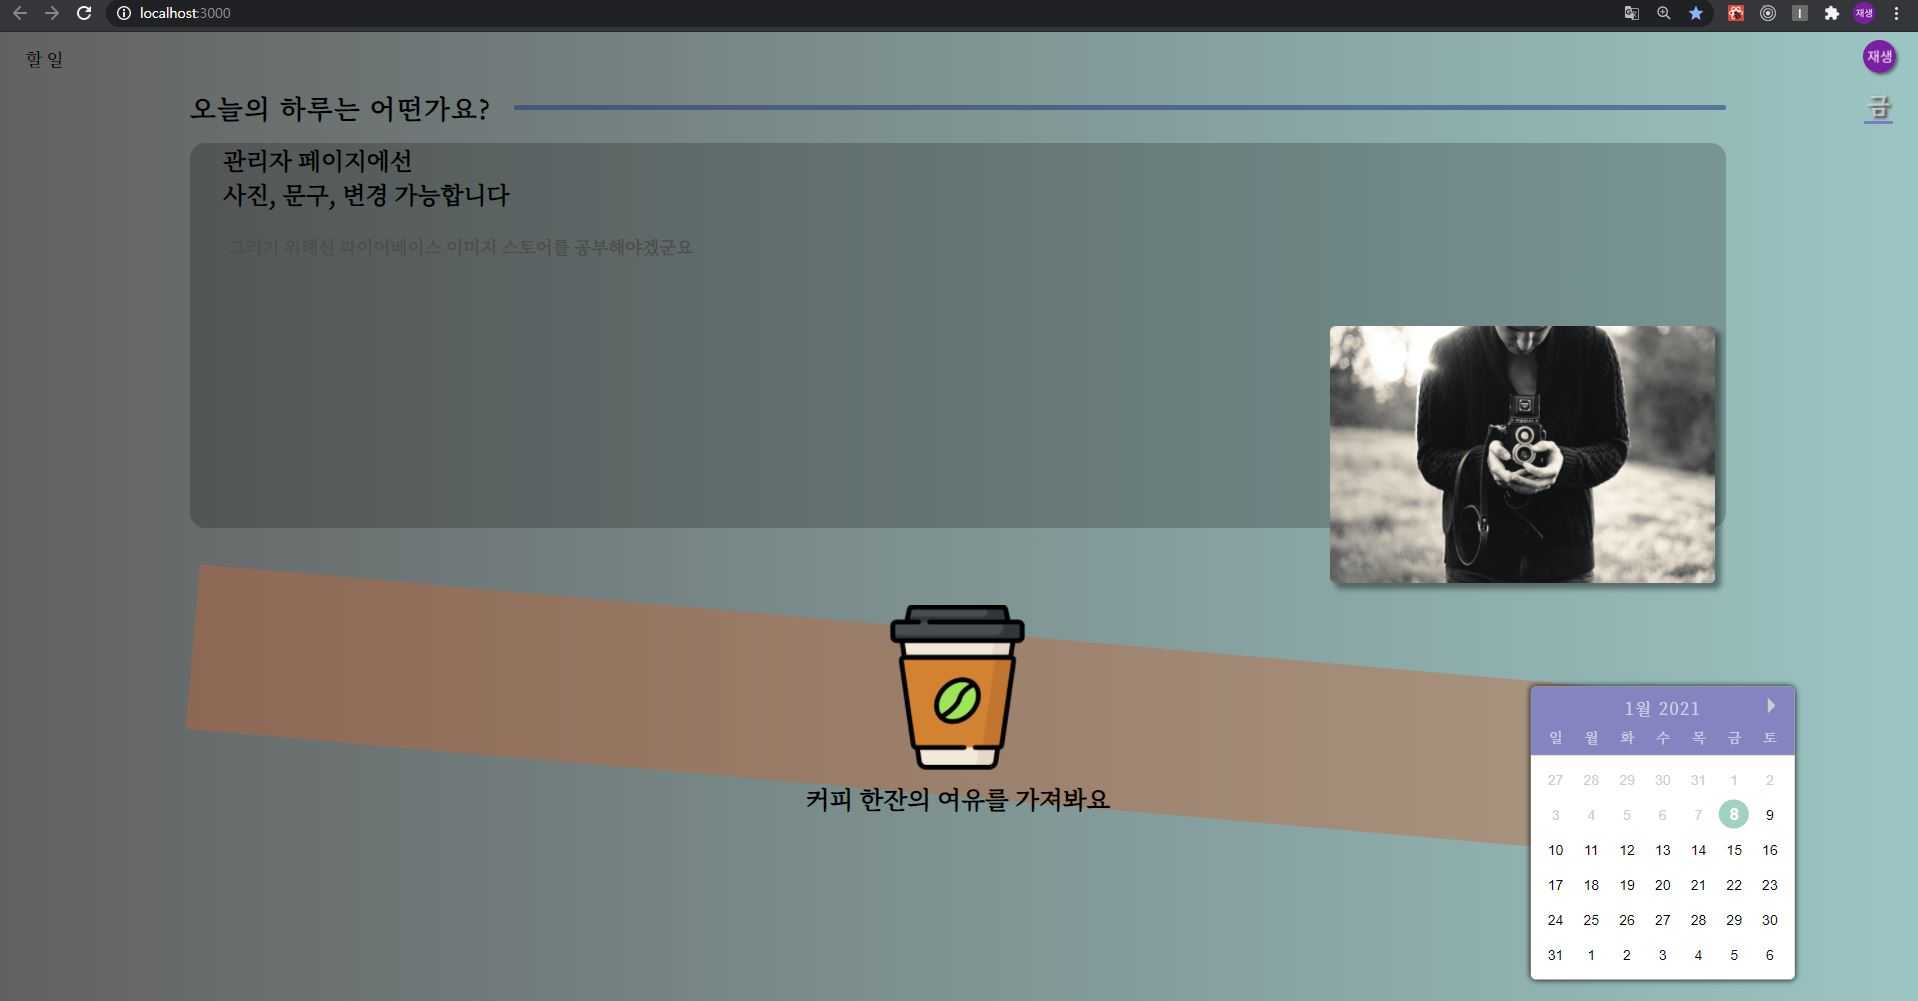 localhost:3000
재생
할 일
재생
금
오늘의 하루는 어떤가요?
관리자 페이지에선
사진, 문구, 변경 가능합니다
그러기 위해선 파이어베이스 이미지 스토어를 공부해야겠군요
커피 한잔의 여유를 가져봐요
1월 2021
일 월 화 수 목 금 토
27 28 29 30 31 1 2
3 4 5 6 7 8 9
10 11 12 13 14 15 16
17 18 19 20 21 22 23
24 25 26 27 28 29 30
31 1 2 3 4 5 6